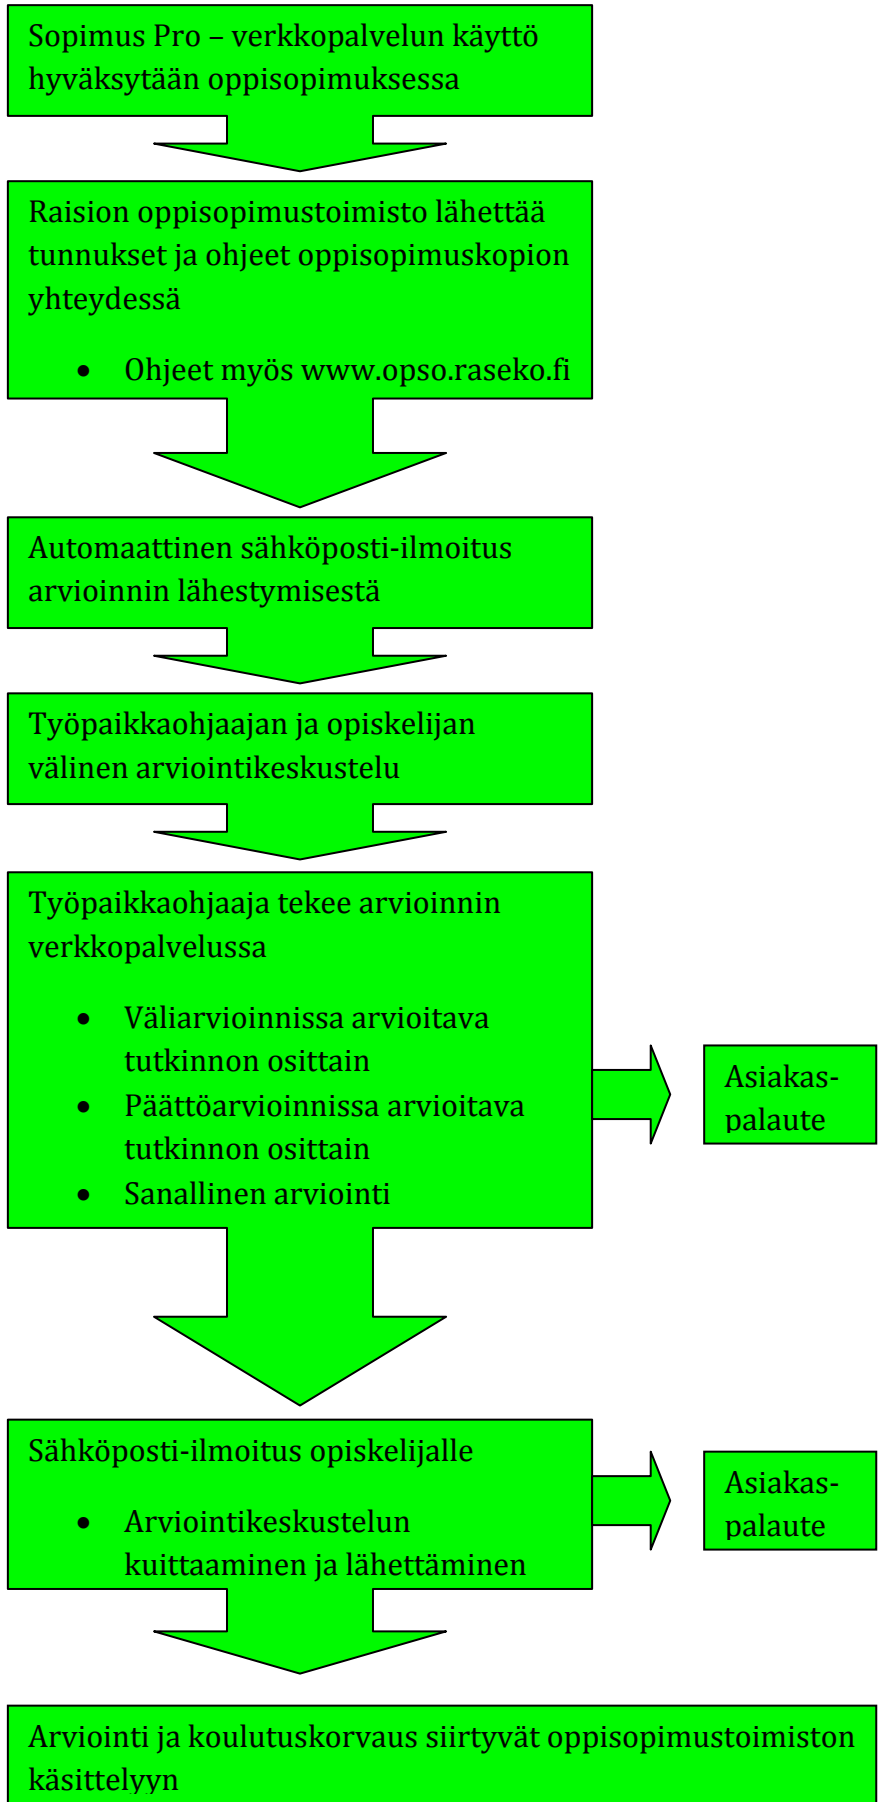 Sopimus Pro – verkkopalvelun käyttö
hyväksytään oppisopimuksessa
Raision oppisopimustoimisto lähettää
tunnukset ja ohjeet oppisopimuskopion
yhteydessä
• Ohjeet myös www.opso.raseko.fi
Automaattinen sähköposti-ilmoitus
arvioinnin lähestymisestä
Työpaikkaohjaajan ja opiskelijan
välinen arviointikeskustelu
Työpaikkaohjaaja tekee arvioinnin
verkkopalvelussa
• Väliarvioinnissa arvioitava
tutkinnon osittain
• Päättöarvioinnissa arvioitava
tutkinnon osittain
• Sanallinen arviointi
Asiakas-
palaute
Sähköposti-ilmoitus opiskelijalle
• Arviointikeskustelun
kuittaaminen ja lähettäminen
Asiakas-
palaute
Arviointi ja koulutuskorvaus siirtyvät oppisopimustoimiston
käsittelyyn